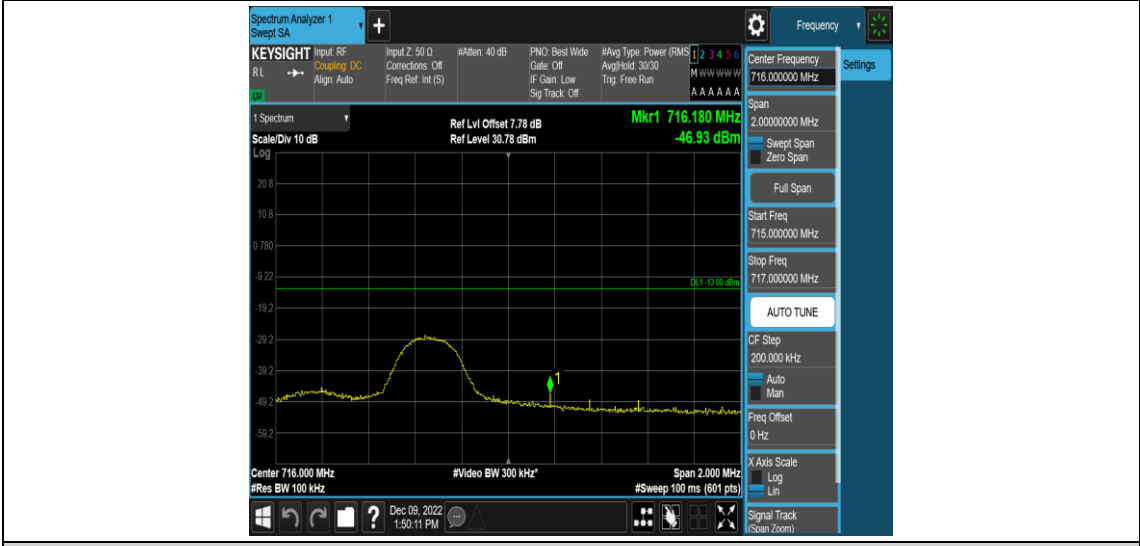 Spectrum Analyzer 1
Swept SA
Frequency
KEYSIGHT
RL
Input: RF
Coupling: DC
Align: Auto
Input Z: 50 Ω
Corrections: Off
Freq Ref: Int (S)
#Atten: 40 dB
PNO: Best Wide
Gate: Off
IF Gain: Low
Sig Track: Off
#Avg Type: Power (RMS
Avg|Hold: 30/30
Trig: Free Run
1 2 3 4 5 6
M W W W W W
A A A A A A
1 Spectrum
Scale/Div 10 dB
Ref Lvl Offset 7.78 dB
Ref Level 30.78 dBm
Mkr1 716.180 MHz
-46.93 dBm
Log
20.8
10.8
0.780
-9.22
DL1 -13.00 dBm
-19.2
-29.2
-39.2
1
-49.2
-59.2
Center 716.000 MHz
#Video BW 300 kHz*
Span 2.000 MHz
#Res BW 100 kHz
#Sweep 100 ms (601 pts)
Dec 09, 2022
1:50:11 PM
?
Center Frequency
716.000000 MHz
Settings
Span
2.00000000 MHz
Swept Span
Zero Span
Full Span
Start Freq
715.000000 MHz
Stop Freq
717.000000 MHz
AUTO TUNE
CF Step
200.000 kHz
Auto
Man
Freq Offset
0 Hz
X Axis Scale
Log
Lin
Signal Track
(Span Zoom)